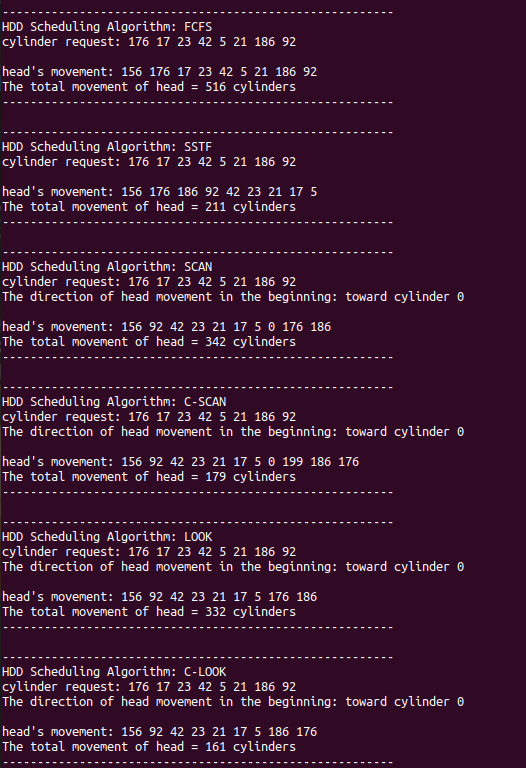 --------------------------------------------------------
HDD Scheduling Algorithm: FCFS
cylinder request: 176 17 23 42 5 21 186 92
head's movement: 156 176 17 23 42 5 21 186 92
The total movement of head = 516 cylinders
--------------------------------------------------------
--------------------------------------------------------
HDD Scheduling Algorithm: SSTF
cylinder request: 176 17 23 42 5 21 186 92
head's movement: 156 176 186 92 42 23 21 17 5
The total movement of head = 211 cylinders
--------------------------------------------------------
--------------------------------------------------------
HDD Scheduling Algorithm: SCAN
cylinder request: 176 17 23 42 5 21 186 92
The direction of head movement in the beginning: toward cylinder 0
head's movement: 156 92 42 23 21 17 5 0 176 186
The total movement of head = 342 cylinders
--------------------------------------------------------
--------------------------------------------------------
HDD Scheduling Algorithm: C-SCAN
cylinder request: 176 17 23 42 5 21 186 92
The direction of head movement in the beginning: toward cylinder 0
head's movement: 156 92 42 23 21 17 5 0 199 186 176
The total movement of head = 179 cylinders
--------------------------------------------------------
--------------------------------------------------------
HDD Scheduling Algorithm: LOOK
cylinder request: 176 17 23 42 5 21 186 92
The direction of head movement in the beginning: toward cylinder 0
head's movement: 156 92 42 23 21 17 5 176 186
The total movement of head = 332 cylinders
--------------------------------------------------------
--------------------------------------------------------
HDD Scheduling Algorithm: C-LOOK
cylinder request: 176 17 23 42 5 21 186 92
The direction of head movement in the beginning: toward cylinder 0
head's movement: 156 92 42 23 21 17 5 186 176
The total movement of head = 161 cylinders
--------------------------------------------------------